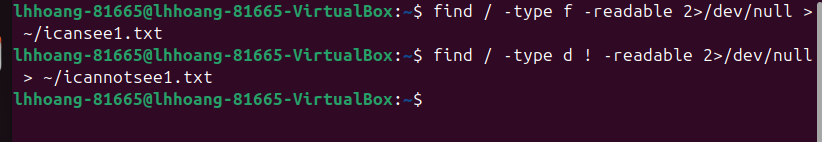 lhhoang-81665@lhhoang-81665-VirtualBox:~$ find / -type f -readable 2>/dev/null >
~/icansee1.txt
lhhoang-81665@lhhoang-81665-VirtualBox:~$ find / -type d ! -readable 2>/dev/null
> ~/icannotsee1.txt
lhhoang-81665@lhhoang-81665-VirtualBox:~$